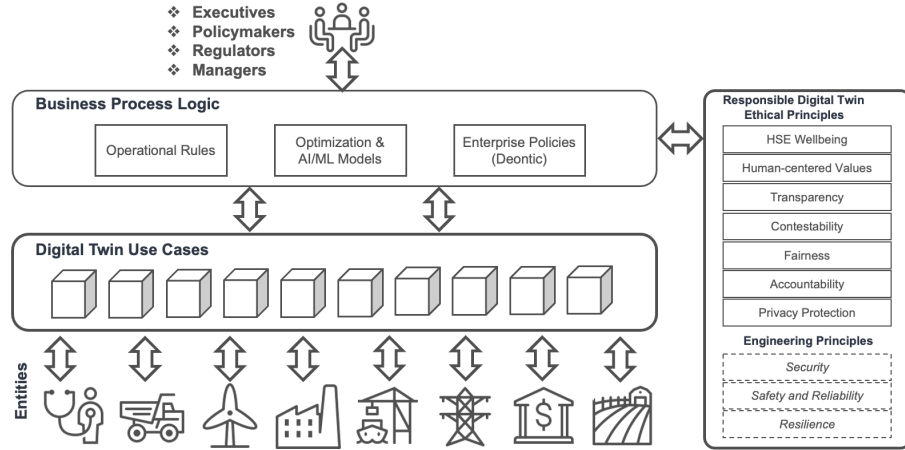 ❖ Executives
❖ Policymakers
❖ Regulators
❖ Managers
Business Process Logic
Operational Rules
Optimization &
AI/ML Models
Enterprise Policies
(Deontic)
Digital Twin Use Cases
Entities
$
Responsible Digital Twin
Ethical Principles
HSE Wellbeing
Human-centered Values
Transparency
Contestability
Fairness
Accountability
Privacy Protection
Engineering Principles
Security
Safety and Reliability
Resilience